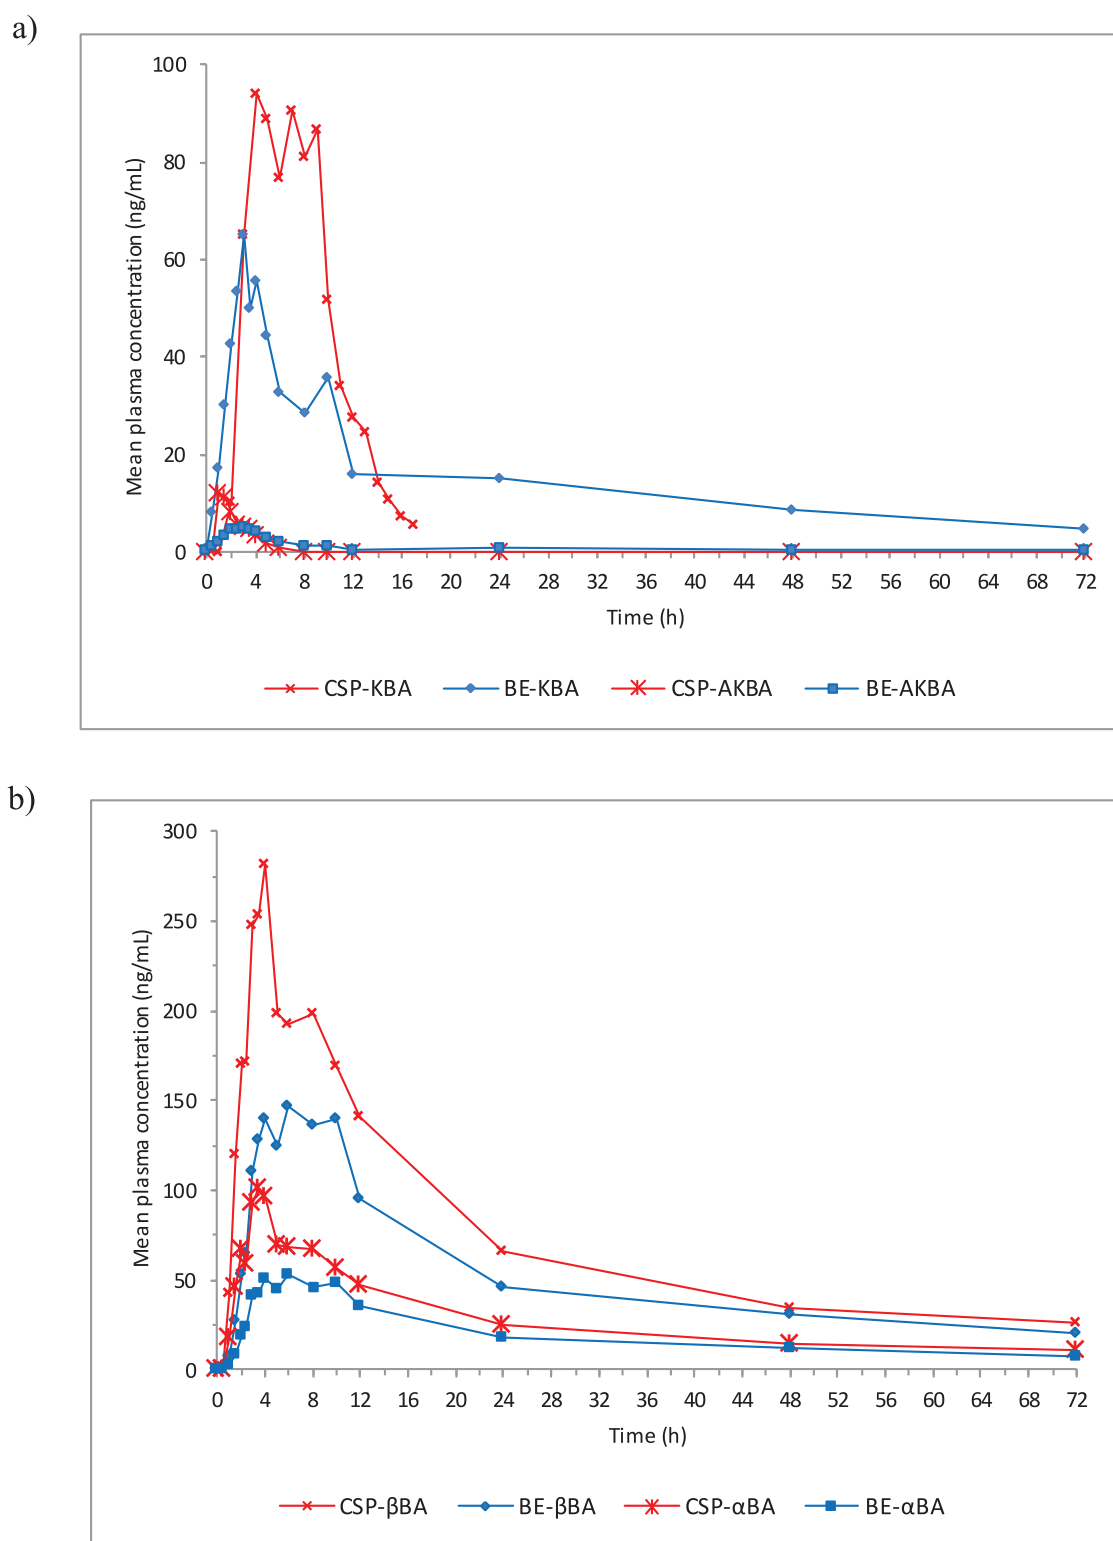 a)
Mean plasma concentration (ng/mL)
100
80
60
40
20
0
0 4 8 12 16 20 24 28 32 36 40 44 48 52 56 60 64 68 72
Time (h)
CSP-KBA BE-KBA CSP-AKBA BE-AKBA
b)
Mean plasma concentration (ng/mL)
300
250
200
150
100
50
0
0 4 8 12 16 20 24 28 32 36 40 44 48 52 56 60 64 68 72
Time (h)
CSP-βBA BE-βBA CSP-αBA BE-αBA